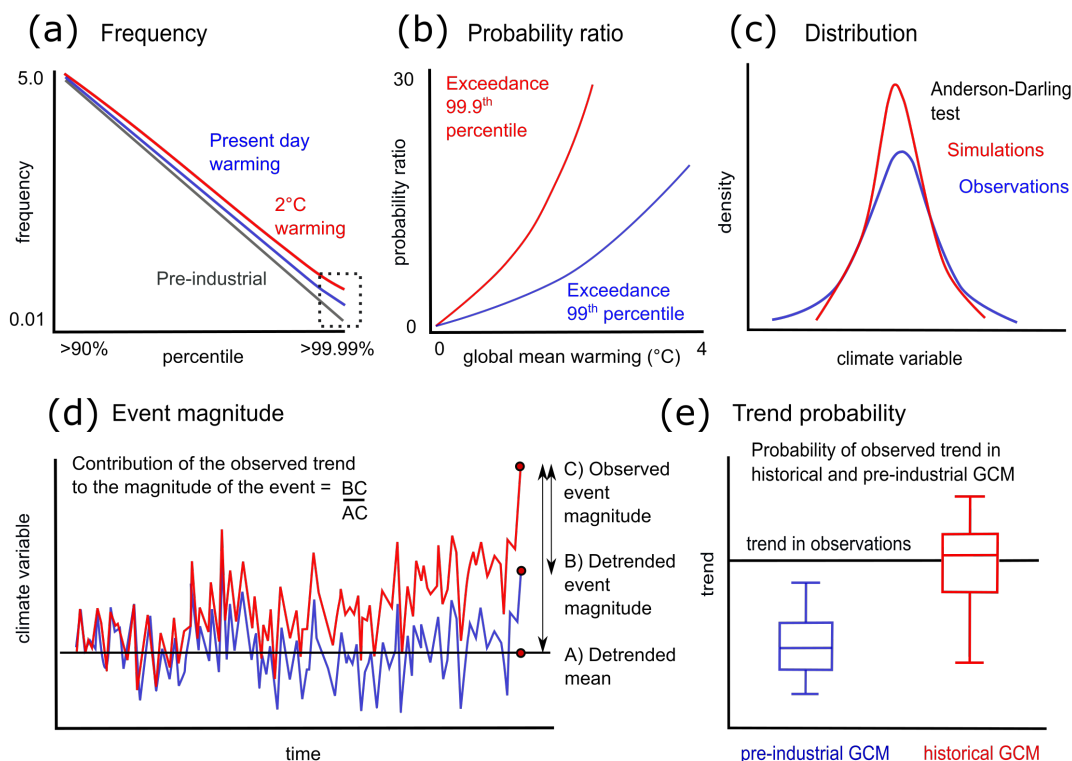 (a) Frequency
5.0
frequency
0.01
Present day
warming
2°C
warming
Pre-industrial
>90%
percentile
>99.99%
(b) Probability ratio
30
probability ratio
0
Exceedance
99.9th
percentile
Exceedance
99th percentile
0
global mean warming (°C)
4
(c) Distribution
density
Anderson-Darling
test
Simulations
Observations
climate variable
(d) Event magnitude
Contribution of the observed trend
to the magnitude of the event = BC
AC
climate variable
time
C) Observed
event
magnitude
B) Detrended
event
magnitude
A) Detrended
mean
(e) Trend probability
Probability of observed trend in
historical and pre-industrial GCM
trend in observations
trend
pre-industrial GCM
historical GCM